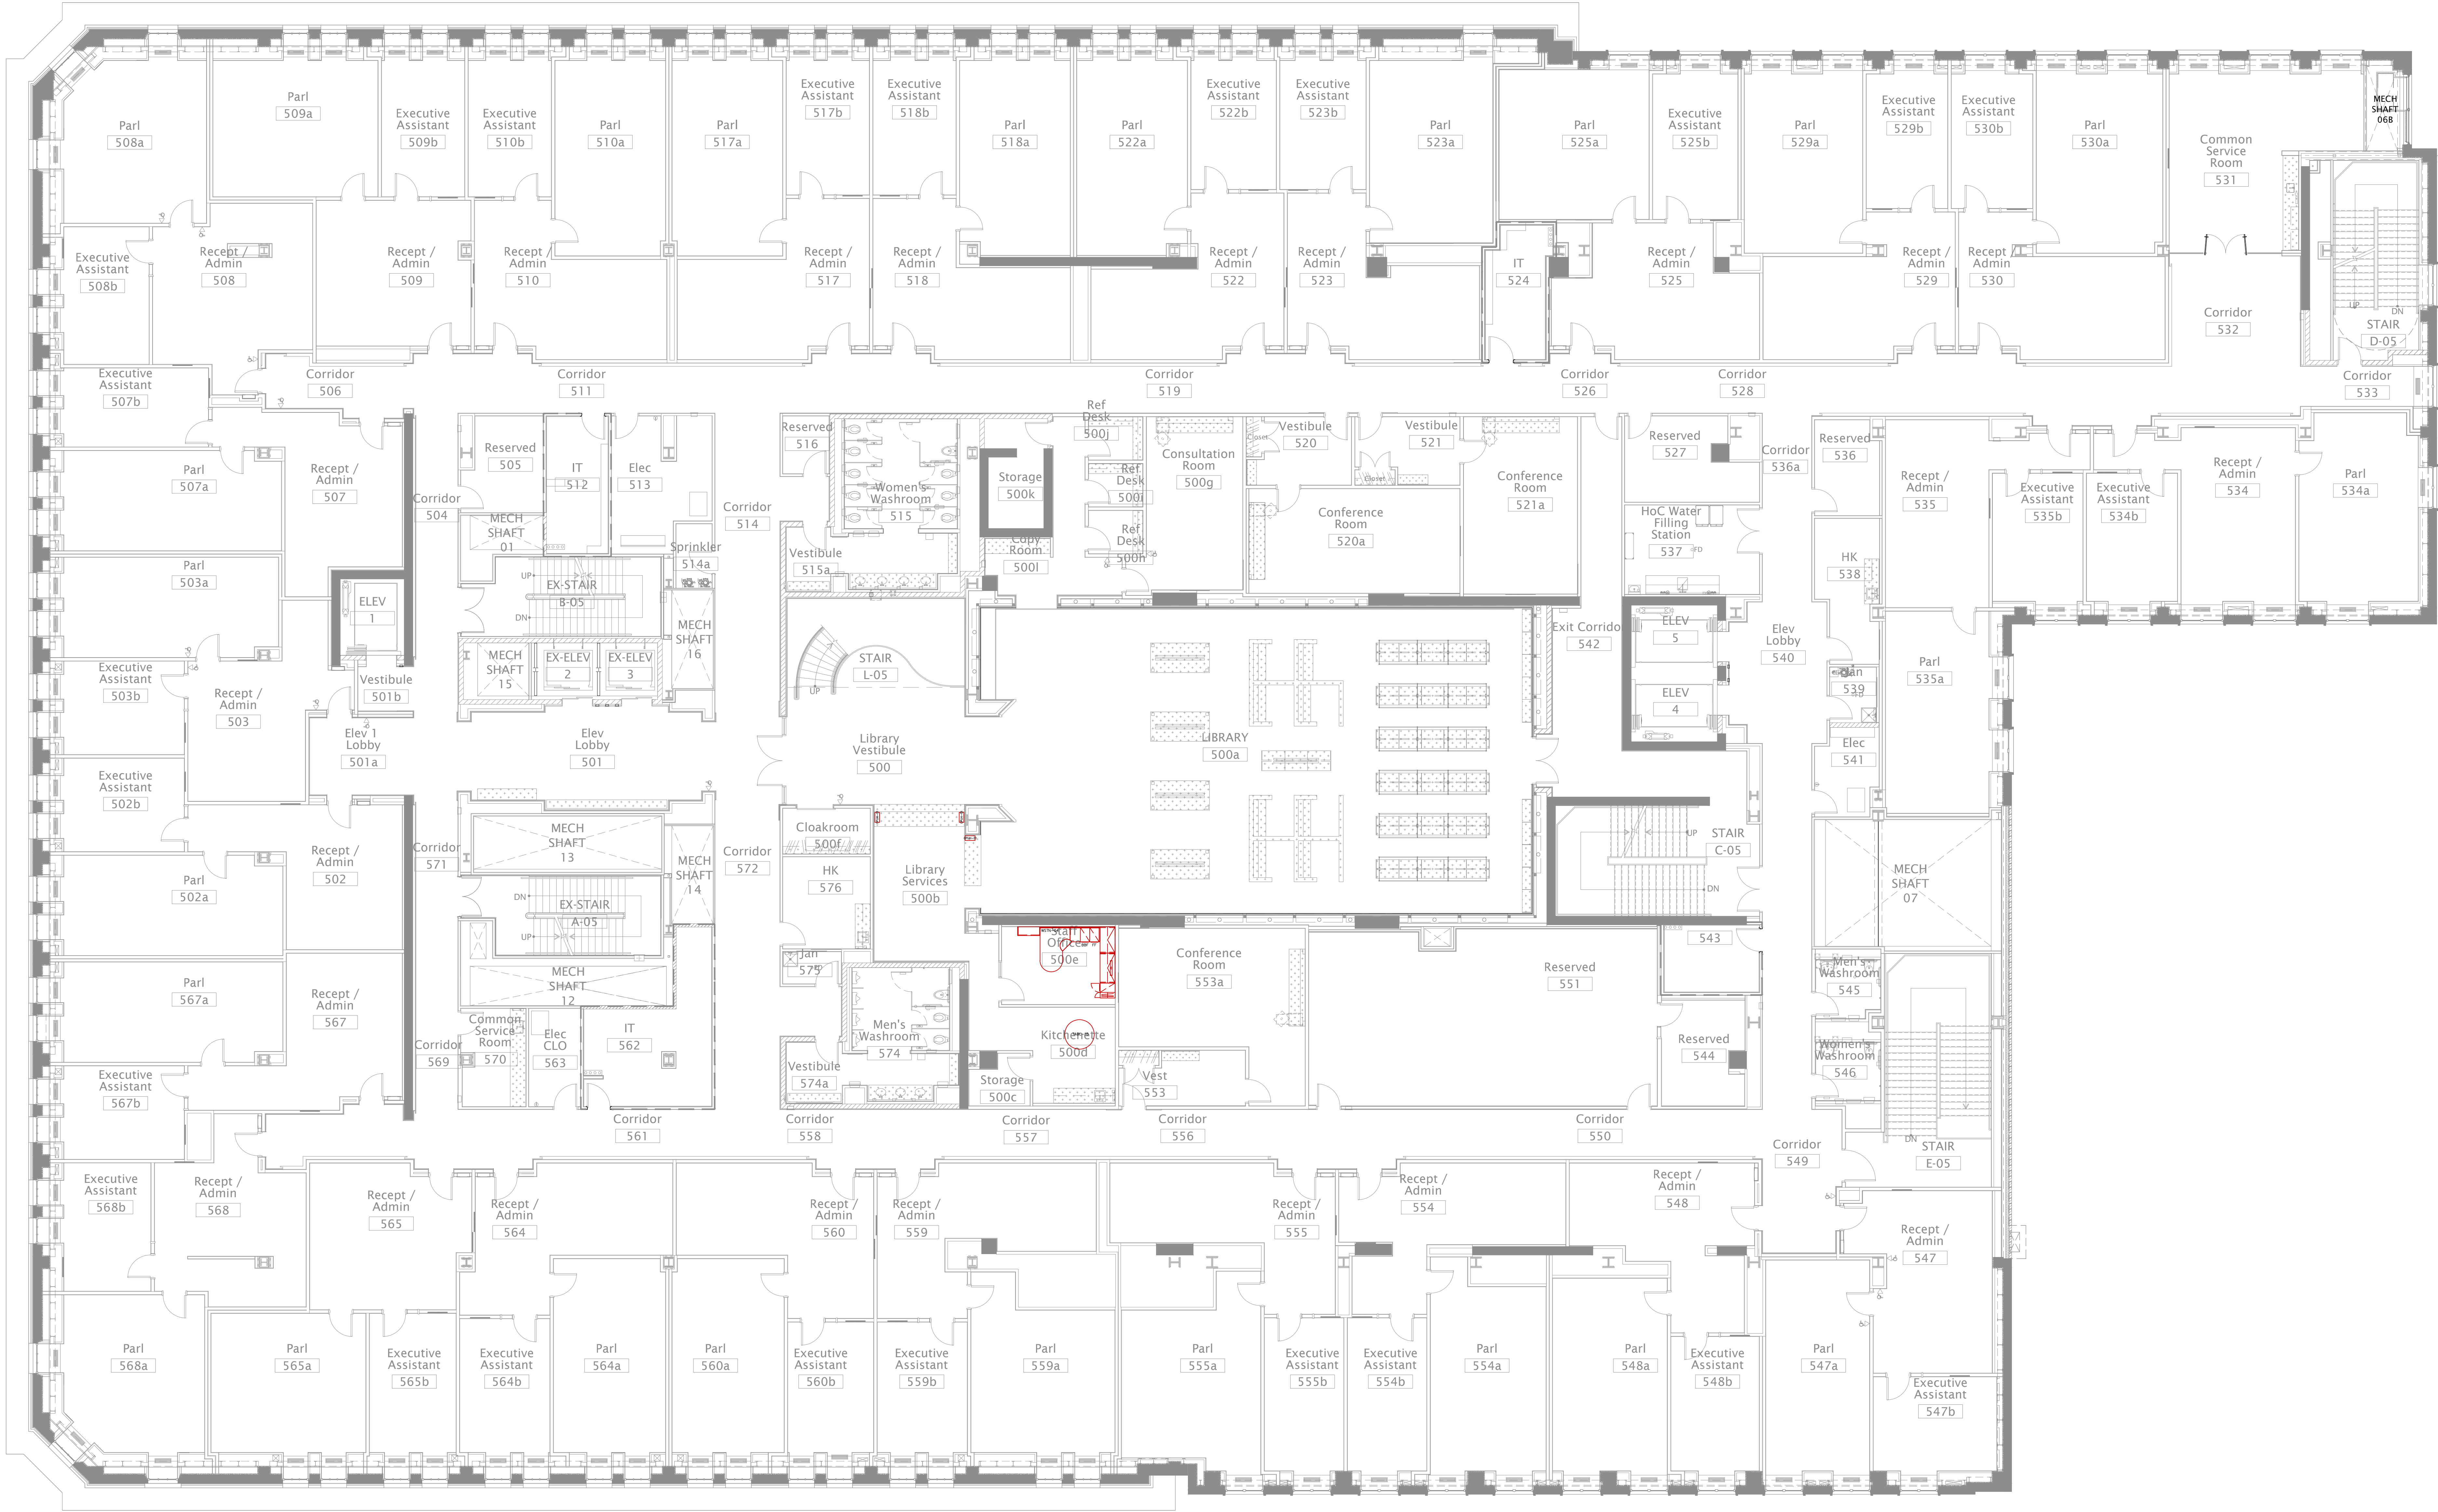 Parl
508a
Parl
509a
Executive
Assistant
509b
Executive
Assistant
510b
Parl
510a
Parl
517a
Executive
Assistant
517b
Executive
Assistant
518b
Parl
518a
Parl
522a
Executive
Assistant
522b
Executive
Assistant
523b
Parl
523a
Parl
525a
Executive
Assistant
525b
Parl
529a
Executive
Assistant
529b
Executive
Assistant
530b
Parl
530a
Common
Service
Room
531
MECH
SHAFT
06B
Executive
Assistant
508b
Recept /
Admin
508
Recept /
Admin
509
Recept /
Admin
510
Recept /
Admin
517
Recept /
Admin
518
Recept /
Admin
522
Recept /
Admin
523
IT
524
Recept /
Admin
525
Recept /
Admin
529
Recept /
Admin
530
Corridor
532
UP
DN
STAIR
D-05
Executive
Assistant
507b
Corridor
506
Corridor
511
Corridor
519
Corridor
526
Corridor
528
Corridor
533
Parl
507a
Recept /
Admin
507
Corridor
504
Reserved
505
IT
512
Elec
513
Corridor
514
Reserved
516
Women's
Washroom
515
Storage
500k
Ref
Desk
500j
Ref
Desk
500i
Ref
Desk
500h
Consultation
Room
500g
Closet
Vestibule
520
Vestibule
521
Closet
Conference
Room
520a
Conference
Room
521a
Reserved
527
Corridor
536a
Reserved
536
Recept /
Admin
535
Executive
Assistant
535b
Executive
Assistant
534b
Recept /
Admin
534
Parl
534a
MECH
SHAFT
01
Sprinkler
514a
Vestibule
515a
Copy
Room
500l
HoC Water
Filling
Station
537
FD
HK
538
Parl
503a
ELEV
1
UP
EX-STAIR
B-05
DN
MECH
SHAFT
16
Executive
Assistant
503b
Recept /
Admin
503
Vestibule
501b
MECH
SHAFT
15
EX-ELEV
2
EX-ELEV
3
STAIR
L-05
UP
Exit Corrido
542
ELEV
5
ELEV
4
Elev
Lobby
540
Jan
539
Parl
535a
Elev 1
Lobby
501a
Elev
Lobby
501
Library
Vestibule
500
LIBRARY
500a
Elec
541
Executive
Assistant
502b
Recept /
Admin
502
Corridor
571
MECH
SHAFT
13
MECH
SHAFT
14
Corridor
572
Cloakroom
500f
HK
576
Library
Services
500b
UP
STAIR
C-05
DN
MECH
SHAFT
07
Parl
502a
DN
EX-STAIR
A-05
UP
Parl
567a
Recept /
Admin
567
MECH
SHAFT
12
Jan
575
Staff
Office
500e
Conference
Room
553a
Reserved
551
543
Men's
Washroom
545
Corridor
569
Common
Service
Room
570
Elec
CLO
563
IT
562
Men's
Washroom
574
Kitchenette
500d
Reserved
544
Women's
Washroom
546
Executive
Assistant
567b
Vestibule
574a
Storage
500c
Vest
553
Corridor
561
Corridor
558
Corridor
557
Corridor
556
Corridor
550
Corridor
549
DN
STAIR
E-05
Executive
Assistant
568b
Recept /
Admin
568
Recept /
Admin
565
Recept /
Admin
564
Recept /
Admin
560
Recept /
Admin
559
Recept /
Admin
555
Recept /
Admin
554
Recept /
Admin
548
Recept /
Admin
547
Parl
568a
Parl
565a
Executive
Assistant
565b
Executive
Assistant
564b
Parl
564a
Parl
560a
Executive
Assistant
560b
Executive
Assistant
559b
Parl
559a
Parl
555a
Executive
Assistant
555b
Executive
Assistant
554b
Parl
554a
Parl
548a
Executive
Assistant
548b
Parl
547a
Executive
Assistant
547b